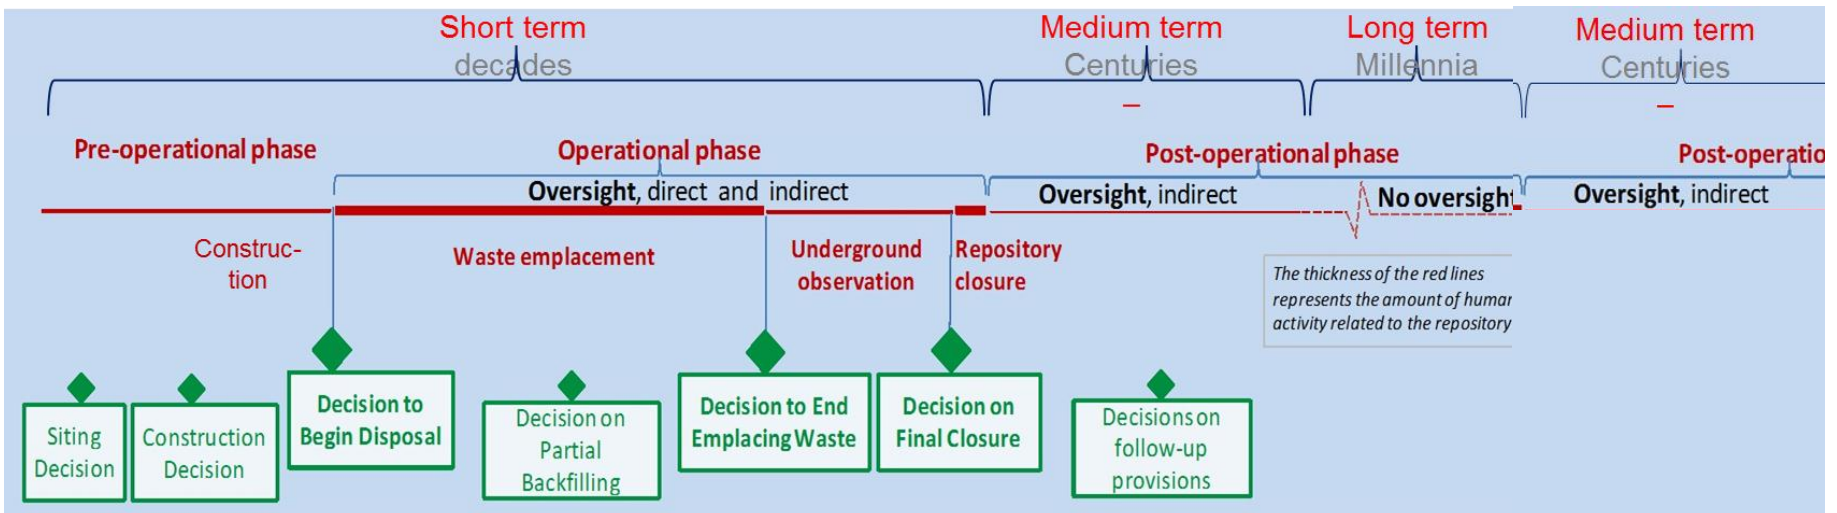 Short term
decades
Medium term
Centuries
–
Long term
Millennia
Medium term
Centuries
–
Pre-operational phase
Operational phase
Post-operational phase
Post-operatio
Oversight, direct and indirect
Oversight, indirect
No oversight
Oversight, indirect
Construc-
tion
Waste emplacement
Underground
observation
Repository
closure
The thickness of the red lines
represents the amount of human
activity related to the repository
Siting
Decision
Construction
Decision
Decision to
Begin Disposal
Decision on
Partial
Backfilling
Decision to End
Emplacing Waste
Decision on
Final Closure
Decisions on
follow-up
provisions